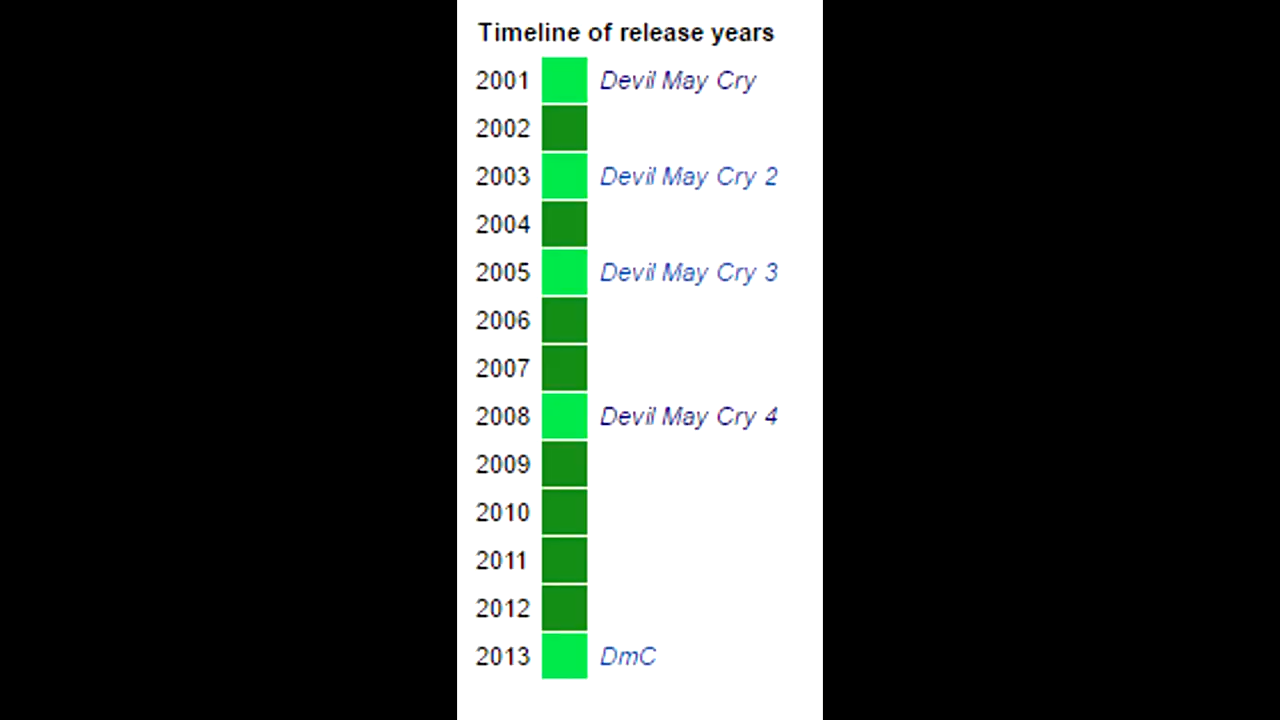 Timeline of release years
2001 Devil May Cry
2002
2003 Devil May Cry 2
2004
2005 Devil May Cry 3
2006
2007
2008 Devil May Cry 4
2009
2010
2011
2012
2013 DmC